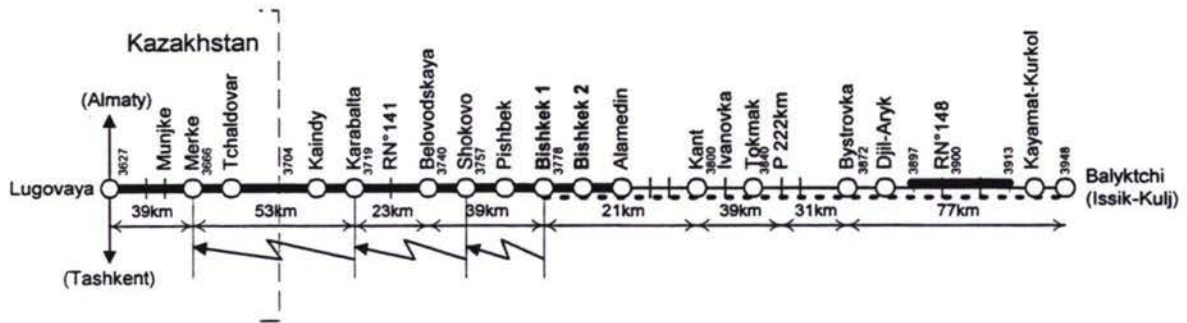 Kazakhstan
(Almaty)
Lugovaya
(Tashkent)
3627
Munjke
Merke
3666
Tchaldovar
3704
Kaindy
Karabalta
3719
RN°141
Belovodskaya
3740
Shokovo
3757
Pishbek
Bishkek 1
3778
Bishkek 2
Alamedin
Kant
3800
Ivanovka
Tokmak
3840
P 222km
Bystrovka
3872
Djil-Aryk
3897
RN°148
3900
3913
Kayamat-Kurkol
3948
Balyktchi
(Issik-Kulj)
39km
53km
23km
39km
21km
39km
31km
77km